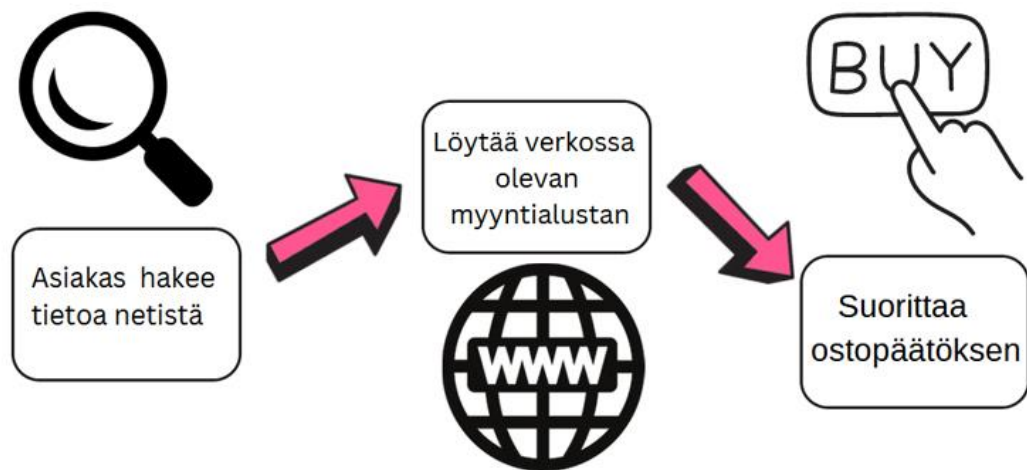 Asiakas hakee
tietoa netistä
Löytää verkossa
olevan
myyntialustan
WWW
BUY
Suorittaa
ostopäätöksen